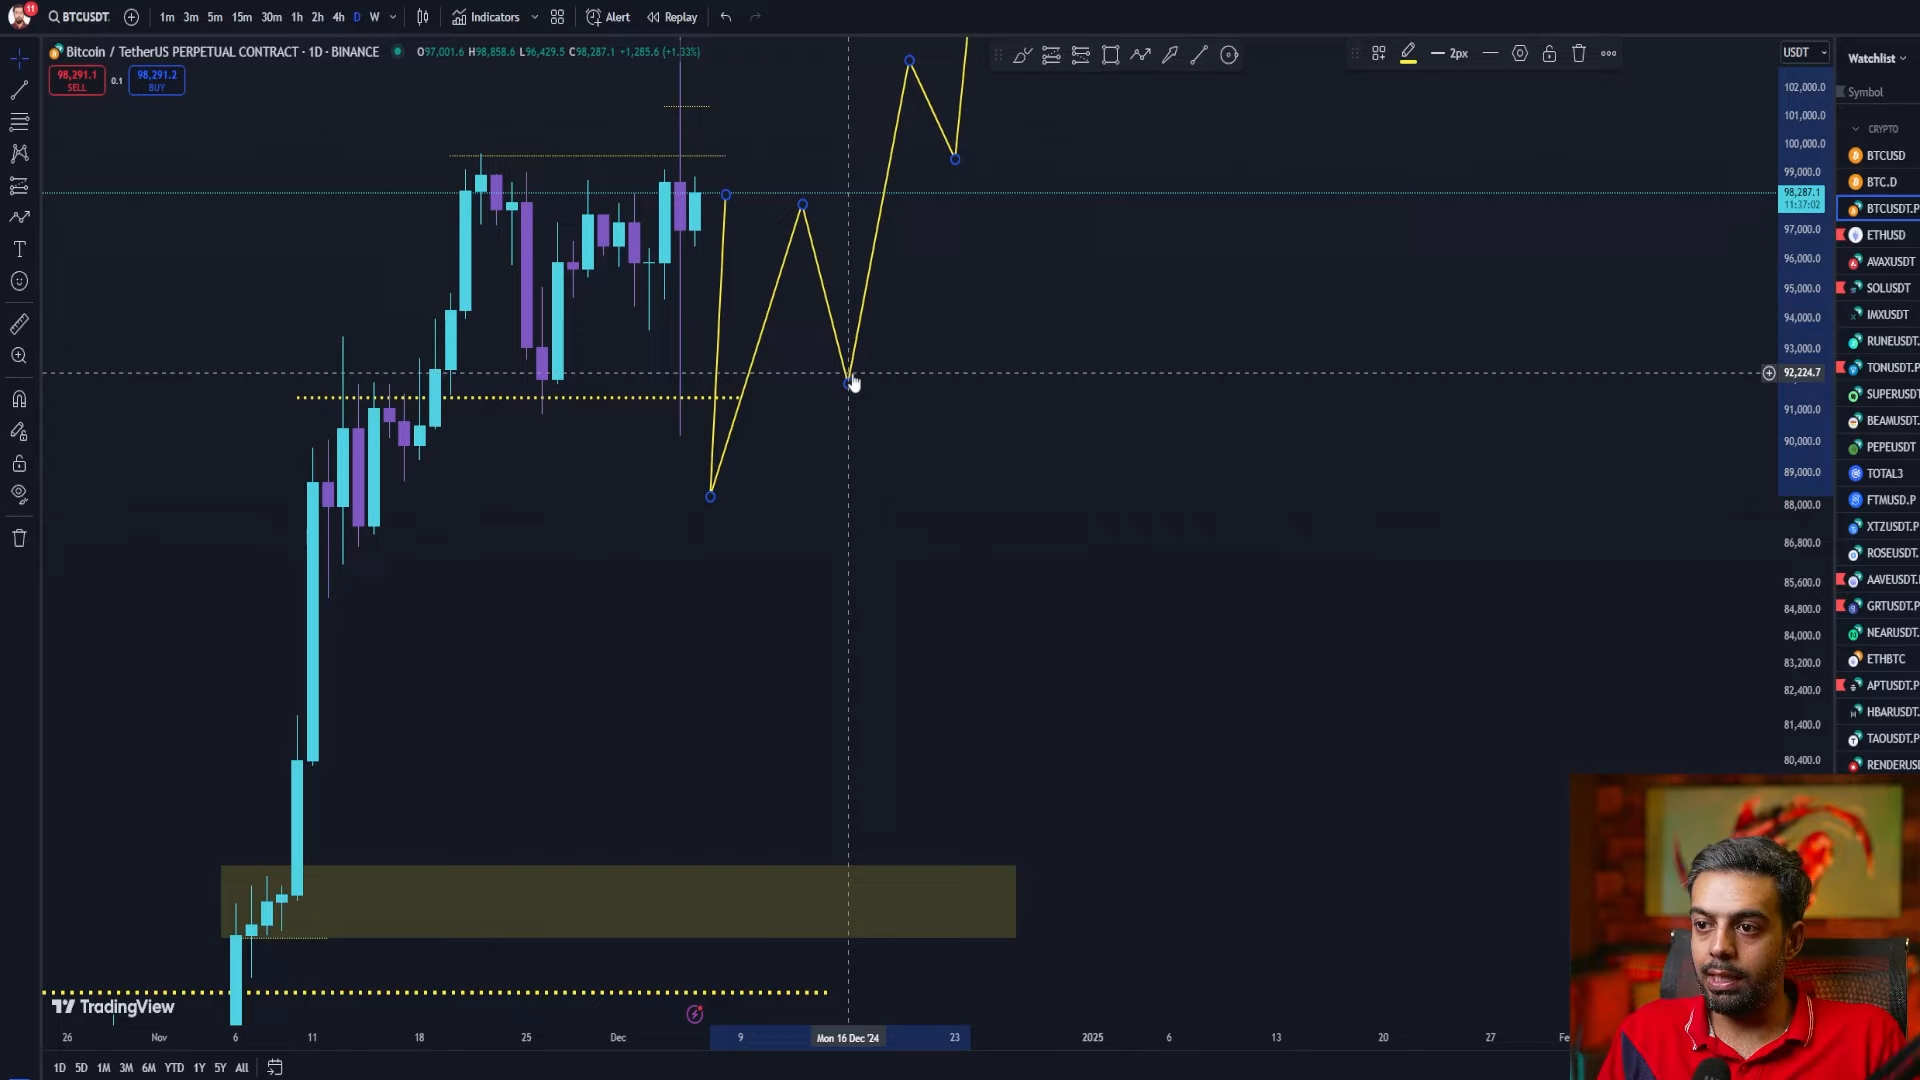 11
BTCUSDT. 1m 3m 5m 15m 30m 1h 2h 4h D W Indicators Alert Replay
Bitcoin / TetherUS PERPETUAL CONTRACT · 1D · BINANCE O97,001.6 H98,858.6 L96,429.5 C98,287.1 +1,285.6 (+1.33%)
98,291.1
SELL
0.1
98,291.2
BUY
2px
USDT
102,000.0
101,000.0
100,000.0
99,000.0
98,287.1
11:37:02
97,000.0
96,000.0
95,000.0
94,000.0
93,000.0
92,224.7
91,000.0
90,000.0
89,000.0
88,000.0
86,800.0
85,600.0
84,800.0
84,000.0
83,200.0
82,400.0
81,400.0
80,400.0
Watchlist
Symbol
CRYPTO
BTCUSD
BTC.D
BTCUSDT.P
ETHUSD
AVAXUSDT
SOLUSDT
IMXUSDT
RUNEUSDT.
TONUSDT.P
SUPERUSDT
BEAMUSDT.
PEPEUSDT
TOTAL3
FTMUSD.P
XTZUSDT.P
ROSEUSDT.
AAVEUSDT.
GRTUSDT.P
NEARUSDT.
ETHBTC
APTUSDT.P
HBARUSDT.
TAOUSDT.P
RENDERUSD
TradingView
26 Nov 6 11 18 25 Dec 9 Mon 16 Dec '24 23 2025 6 13 20 27 Fe
1D 5D 1M 3M 6M YTD 1Y 5Y All